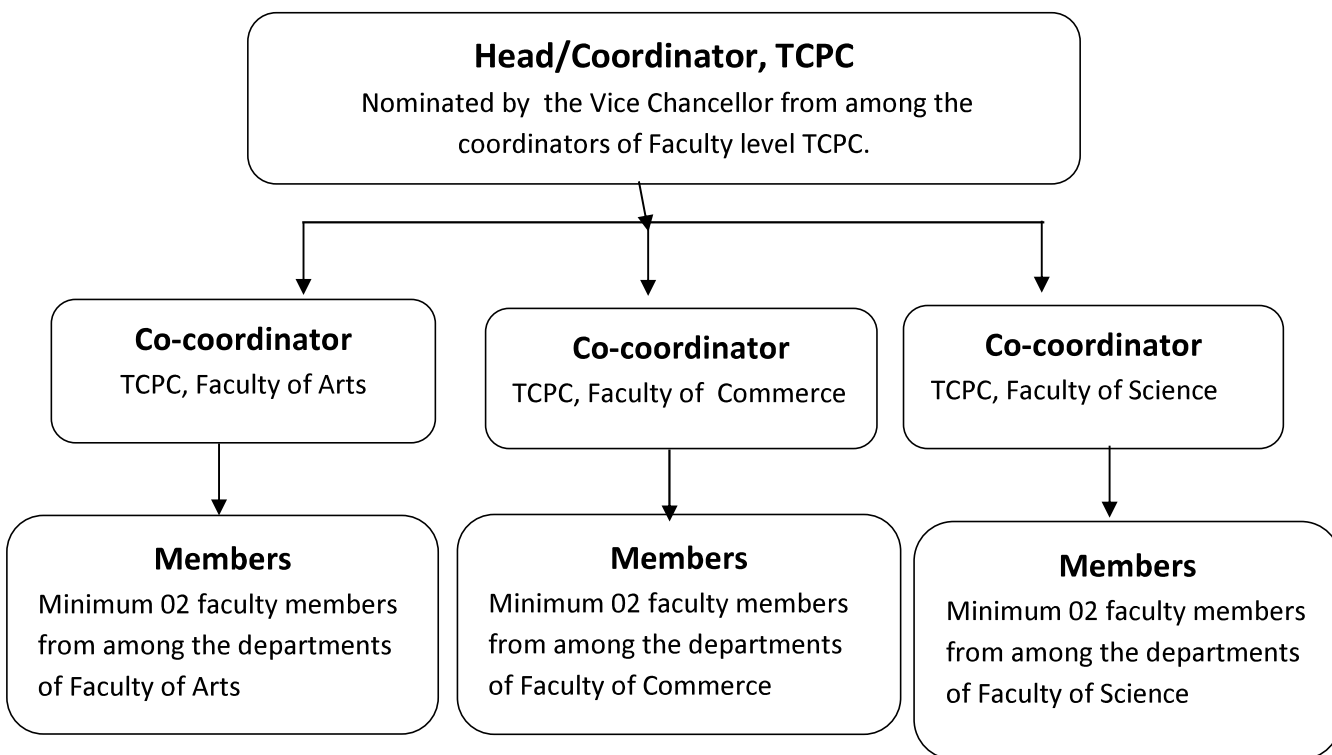 Head/Coordinator, TCPC
Nominated by  the Vice Chancellor from among the
coordinators of Faculty level TCPC.
Co-coordinator
TCPC, Faculty of Arts
Co-coordinator
TCPC, Faculty of  Commerce
Co-coordinator
TCPC, Faculty of Science
Members
Minimum 02 faculty members
from among the departments
of Faculty of Arts
Members
Minimum 02 faculty members
from among the departments
of Faculty of Commerce
Members
Minimum 02 faculty members
from among the departments
of Faculty of Science